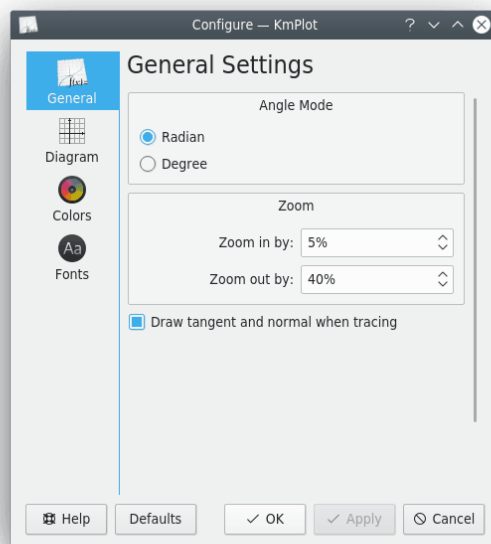 Configure — KmPlot
General
Diagram
Colors
Aa
Fonts
General Settings
Angle Mode
Radian
Degree
Zoom
Zoom in by: 5%
Zoom out by: 40%
Draw tangent and normal when tracing
Help Defaults OK Apply Cancel